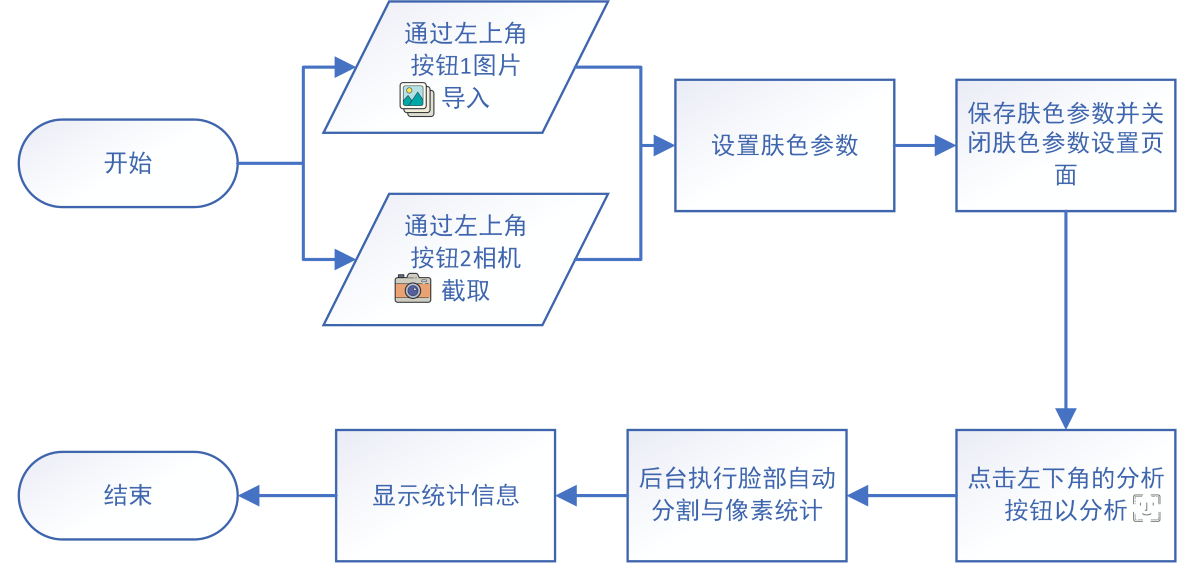 开始
通过左上角
按钮1图片
导入
通过左上角
按钮2相机
截取
设置肤色参数
保存肤色参数并关
闭肤色参数设置页
面
点击左下角的分析
按钮以分析
后台执行脸部自动
分割与像素统计
显示统计信息
结束